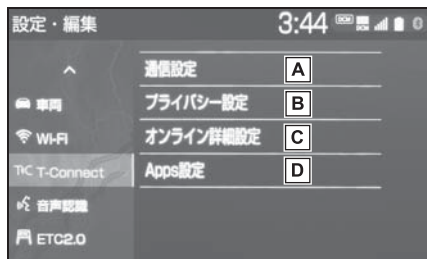 設定・編集 3:44 DCM 0
通信設定 A
車両 プライバシー設定 B
Wi-Fi オンライン詳細設定 C
T-Connect Apps設定 D
音声認識
ETC2.0